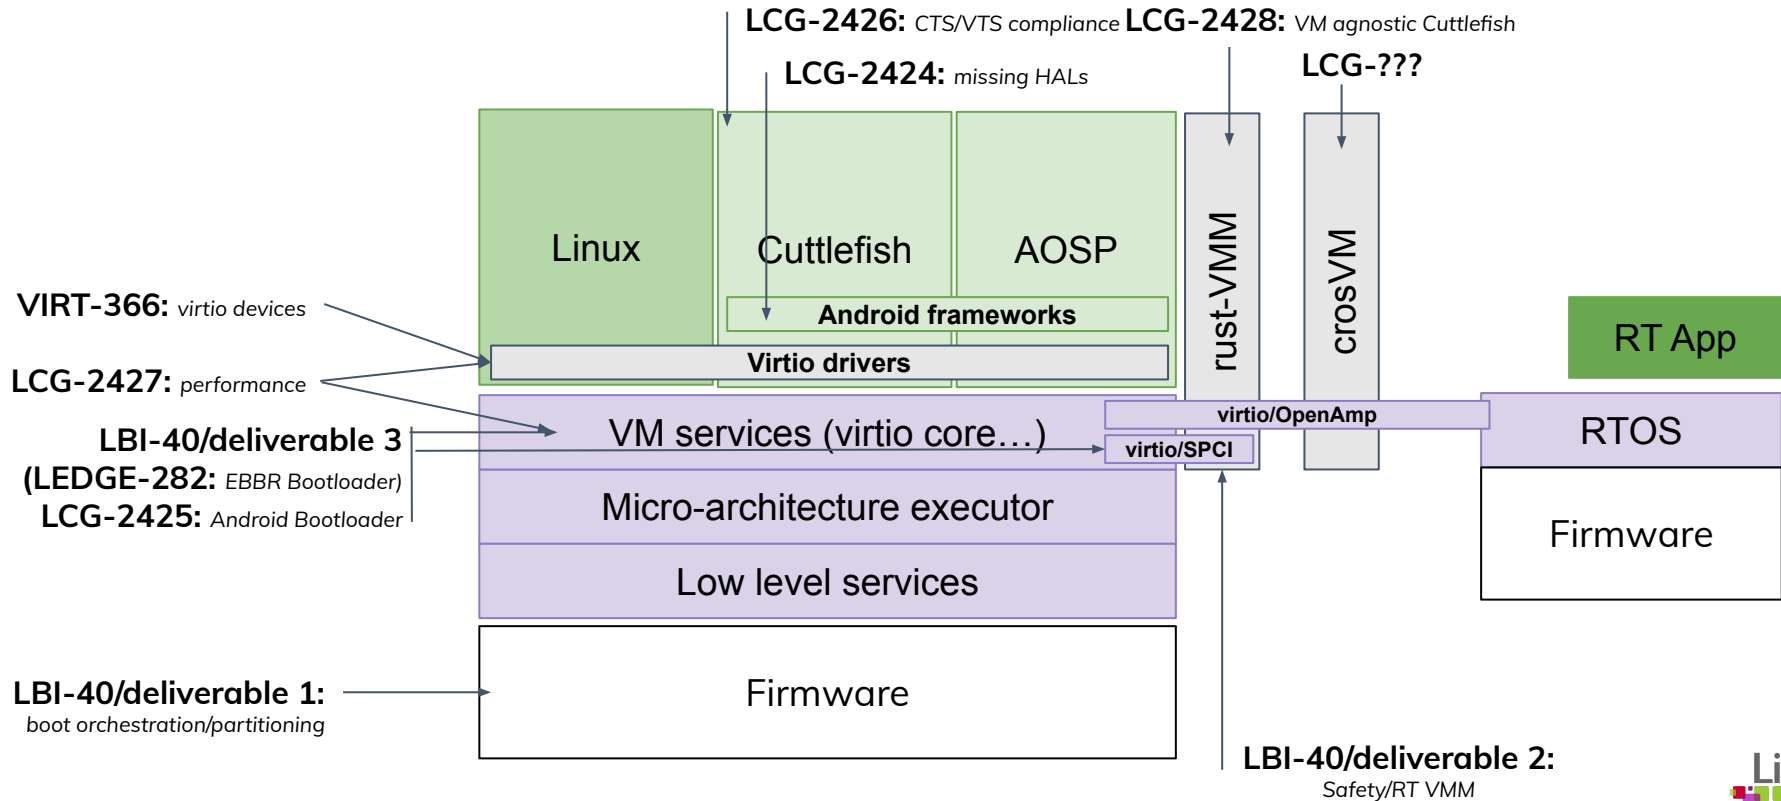 LCG-2426: CTS/VTS compliance
LCG-2428: VM agnostic Cuttlefish
LCG-2424: missing HALs
LCG-???
Linux
Cuttlefish
AOSP
rust-VMM
crosVM
VIRT-366: virtio devices
Android frameworks
RT App
Virtio drivers
LCG-2427: performance
virtio/OpenAmp
VM services (virtio core…)
RTOS
LBI-40/deliverable 3
virtio/SPCI
(LEDGE-282: EBBR Bootloader)
LCG-2425: Android Bootloader
Micro-architecture executor
Firmware
Low level services
LBI-40/deliverable 1:
boot orchestration/partitioning
Firmware
LBI-40/deliverable 2:
Safety/RT VMM
Li